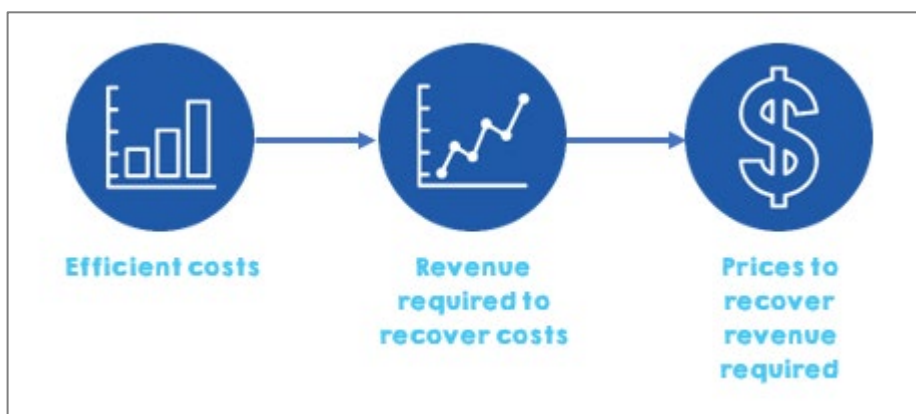 Efficient costs
Revenue
required to
recover costs
Prices to
recover
revenue
required